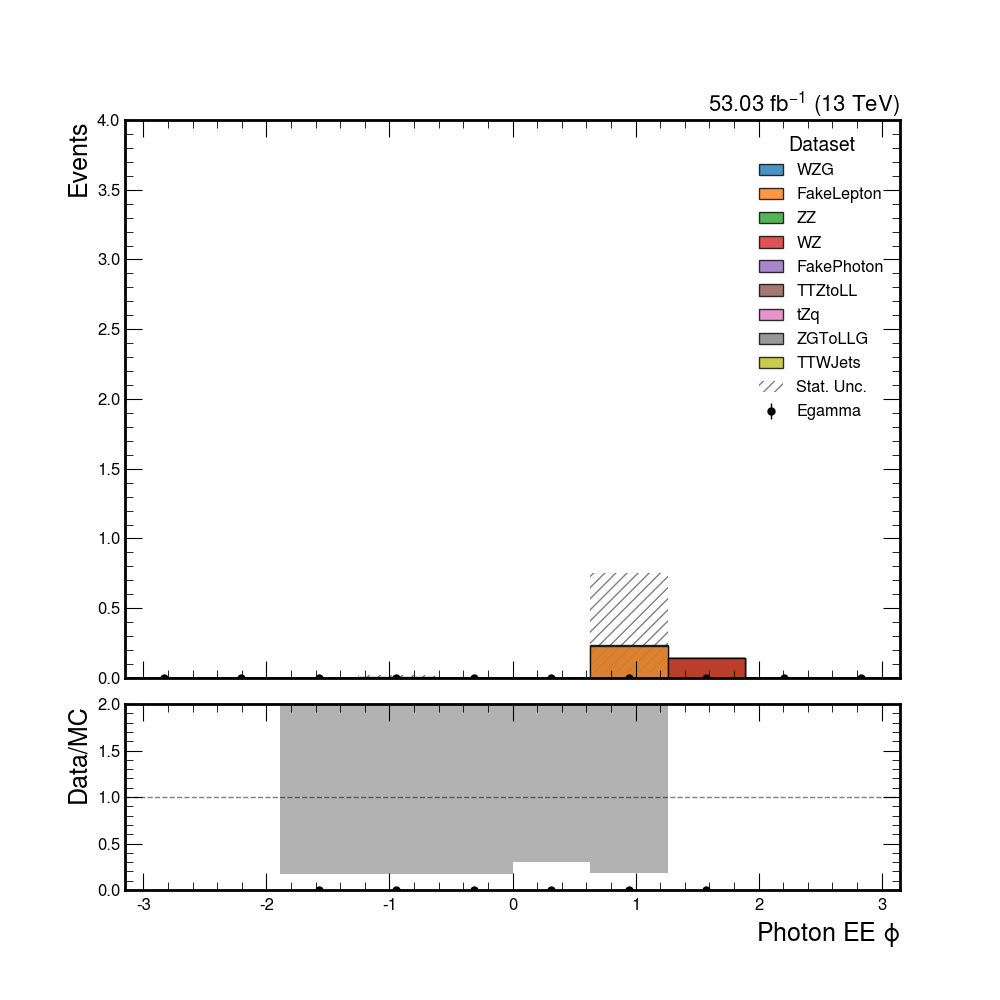 53.03 fb⁻¹ (13 TeV)
Events
4.0
3.5
3.0
2.5
2.0
1.5
1.0
0.5
0.0
Dataset
WZG
FakeLepton
ZZ
WZ
FakePhoton
TTZtoLL
tZq
ZGToLLG
TTWJets
Stat. Unc.
Egamma
Data/MC
2.0
1.5
1.0
0.5
0.0
-3 -2 -1 0 1 2 3
Photon EE ϕ